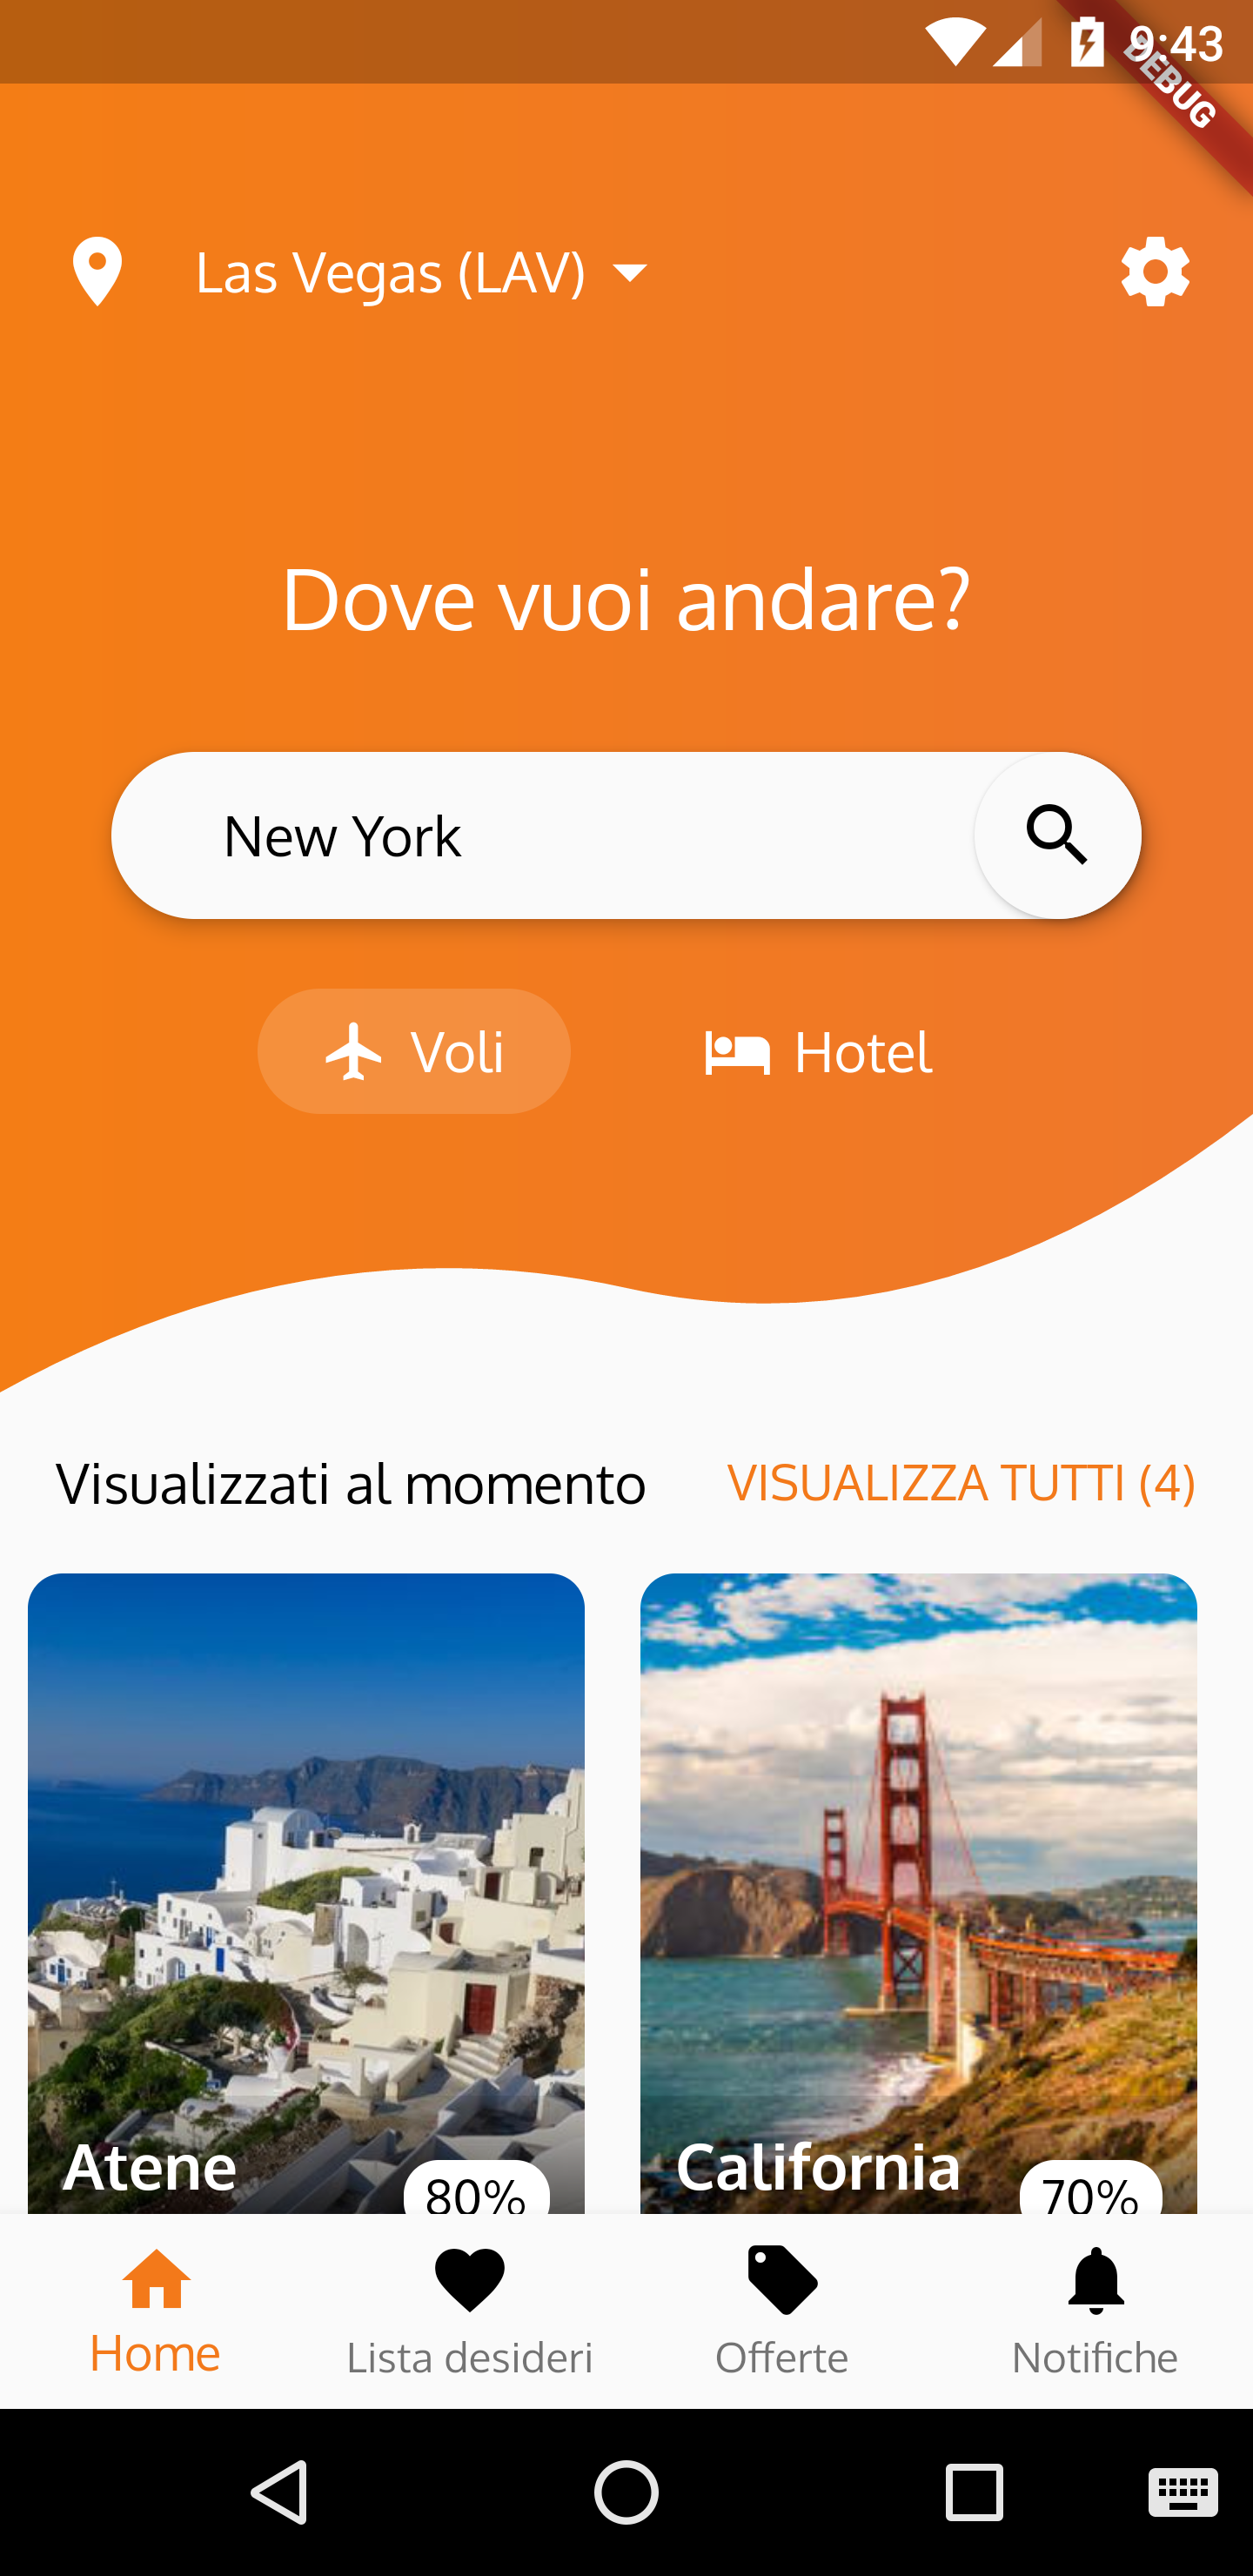 9:43
DEBUG
Las Vegas (LAV)
Dove vuoi andare?
New York
Voli
Hotel
Visualizzati al momento
VISUALIZZA TUTTI (4)
Atene
80%
California
70%
Home
Lista desideri
Offerte
Notifiche